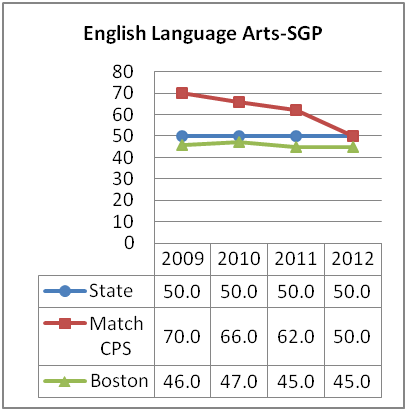 English Language Arts-SGP
80
70
60
50
40
30
20
10
0
2009 2010 2011 2012
State 50.0 50.0 50.0 50.0
Match
CPS 70.0 66.0 62.0 50.0
Boston 46.0 47.0 45.0 45.0